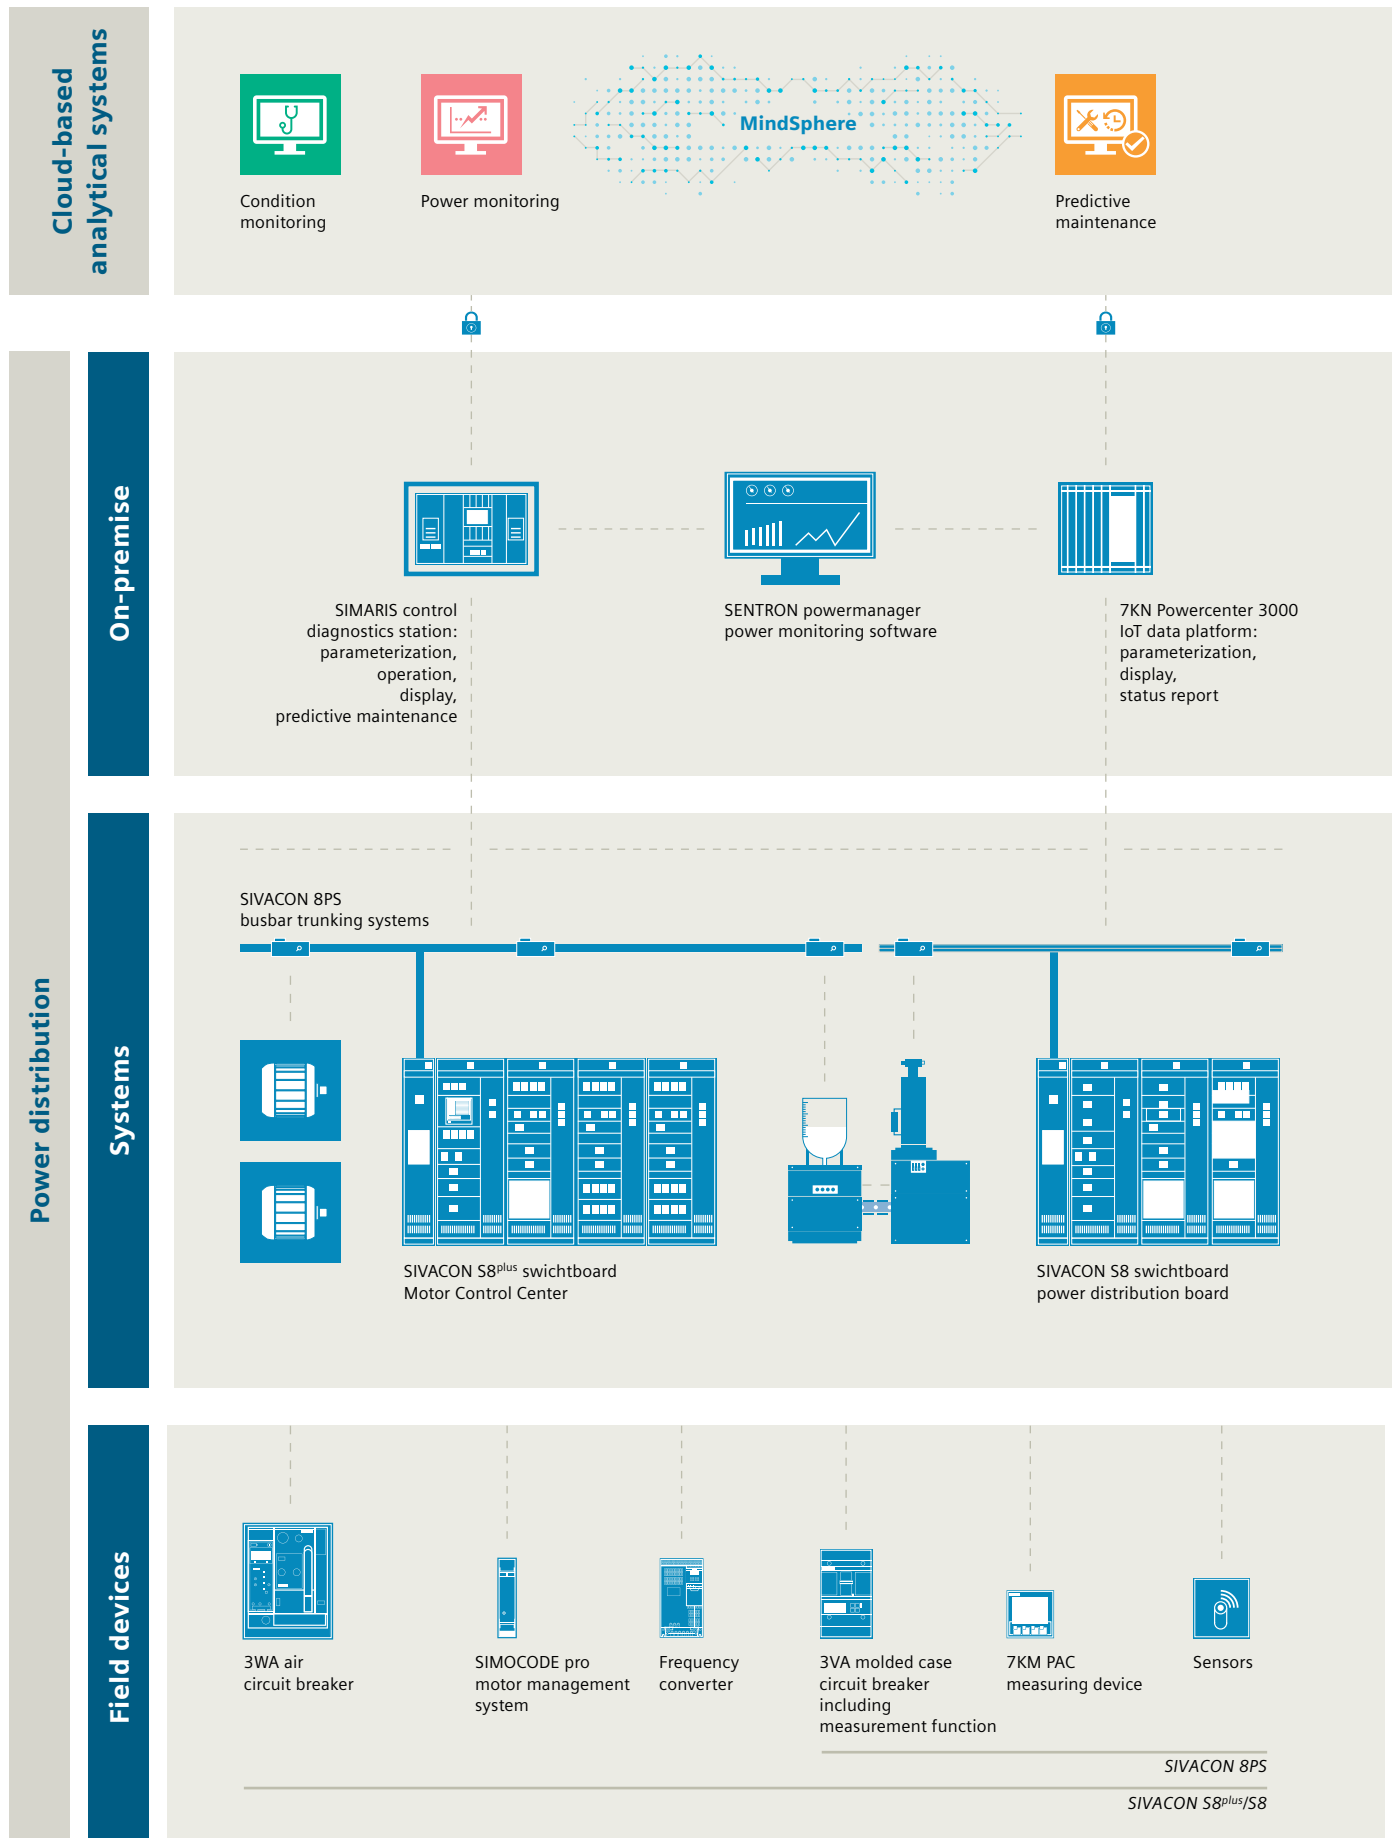 Cloud-based
analytical systems
Condition
monitoring
Power monitoring
MindSphere
Predictive
maintenance
Power distribution
On-premise
SIMARIS control
diagnostics station:
parameterization,
operation,
display,
predictive maintenance
SENTRON powermanager
power monitoring software
7KN Powercenter 3000
IoT data platform:
parameterization,
display,
status report
Systems
SIVACON 8PS
busbar trunking systems
SIVACON S8plus swichtboard
Motor Control Center
SIVACON S8 swichtboard
power distribution board
Field devices
3WA air
circuit breaker
SIMOCODE pro
motor management
system
Frequency
converter
3VA molded case
circuit breaker
including
measurement function
7KM PAC
measuring device
Sensors
SIVACON 8PS
SIVACON S8plus/S8